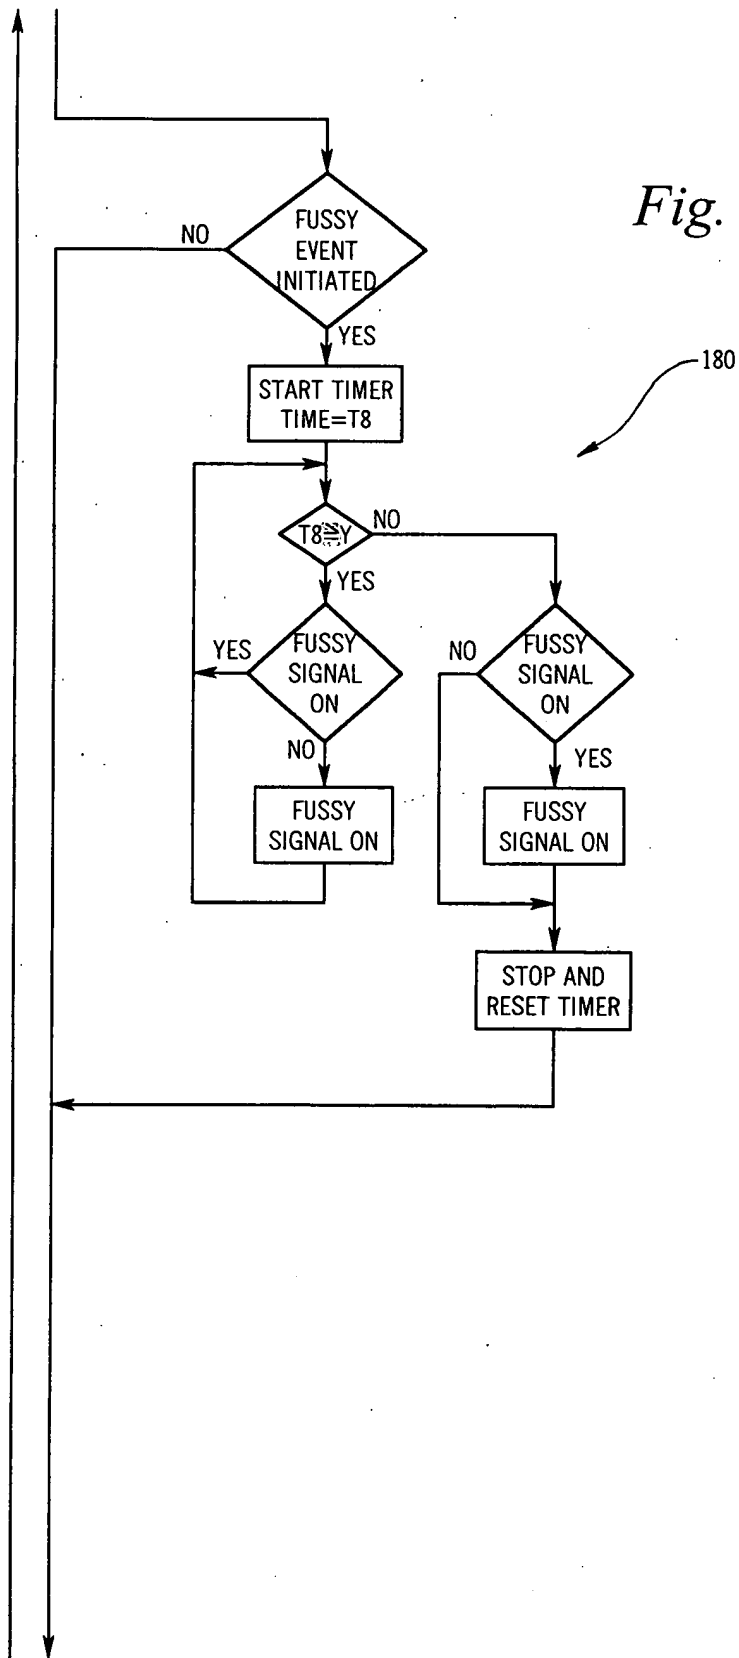 Fig.
FUSSY
EVENT
INITIATED
NO
YES
180
START TIMER
TIME=T8
T8 Y
NO
YES
FUSSY
SIGNAL
ON
YES
NO
FUSSY
SIGNAL
ON
NO
YES
FUSSY
SIGNAL ON
FUSSY
SIGNAL ON
STOP AND
RESET TIMER